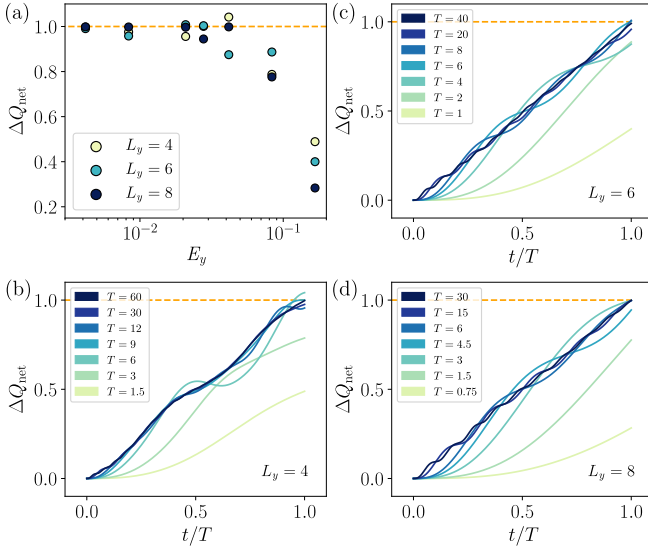 (a)
ΔQ_net
1.0
0.8
0.6
0.4
0.2
L_y = 4
L_y = 6
L_y = 8
10^−2
10^−1
E_y
(c)
ΔQ_net
1.0
0.5
0.0
T = 40
T = 20
T = 8
T = 6
T = 4
T = 2
T = 1
L_y = 6
0.0 0.5 1.0
t/T
(b)
ΔQ_net
1.0
0.5
0.0
T = 60
T = 30
T = 12
T = 9
T = 6
T = 3
T = 1.5
L_y = 4
0.0 0.5 1.0
t/T
(d)
ΔQ_net
1.0
0.5
0.0
T = 30
T = 15
T = 6
T = 4.5
T = 3
T = 1.5
T = 0.75
L_y = 8
0.0 0.5 1.0
t/T